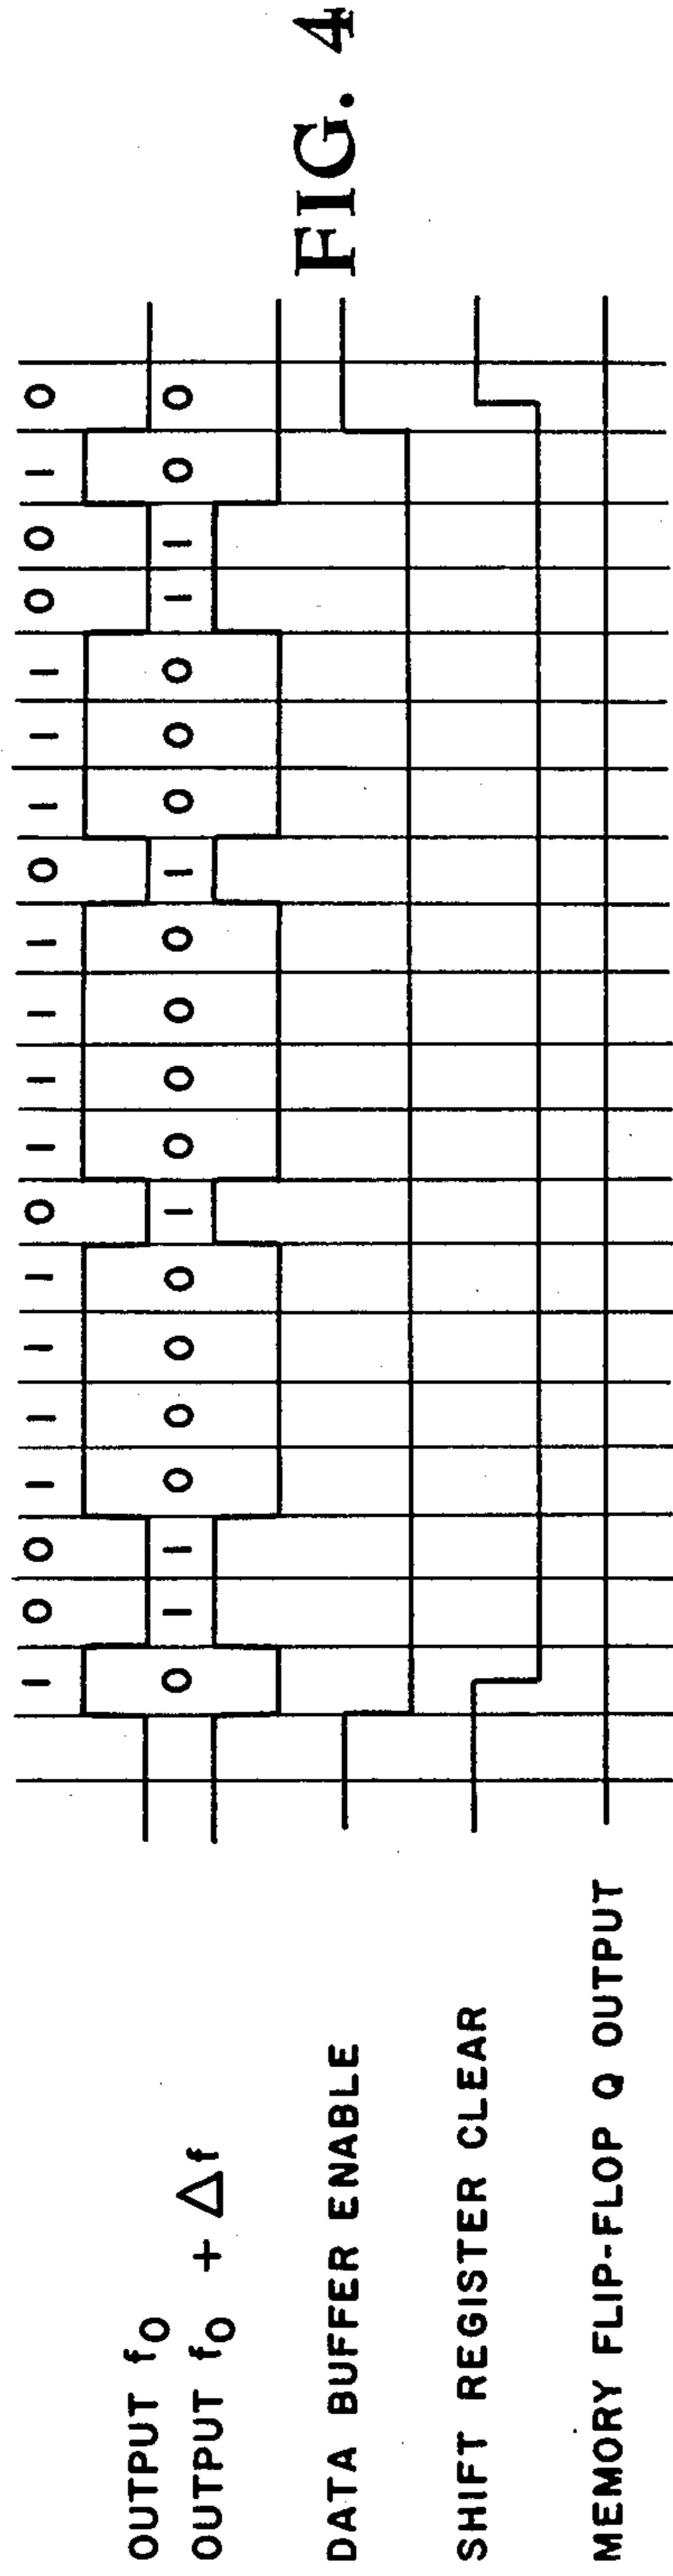 1 0 0 1 1 1 1 0 1 1 1 1 0 1 1 1 0 0 1 0
OUTPUT f0
0 1 1 0 0 0 0 1 0 0 0 0 1 0 0 0 1 1 0 0
OUTPUT f0 + Δf
DATA BUFFER ENABLE
SHIFT REGISTER CLEAR
MEMORY FLIP-FLOP Q OUTPUT
FIG. 4